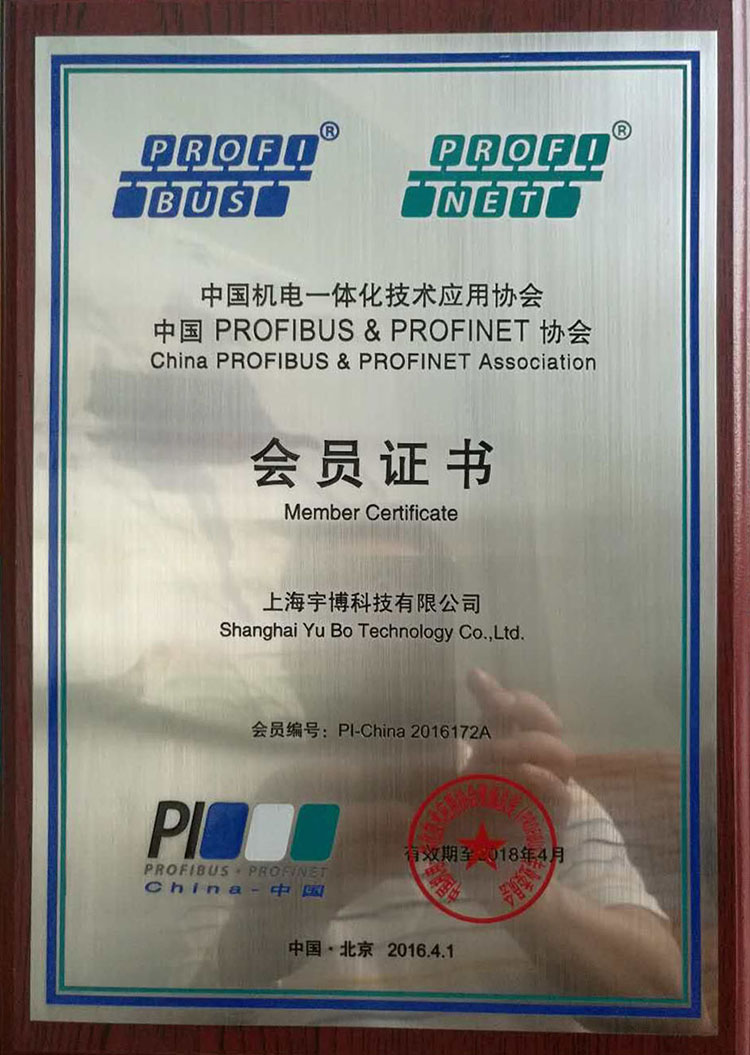 PROFI®
BUS
PROFI®
NET
中国机电一体化技术应用协会
中国 PROFIBUS & PROFINET 协会
China PROFIBUS & PROFINET Association
会员证书
Member Certificate
上海宇博科技有限公司
Shanghai Yu Bo Technology Co.,Ltd.
会员编号：PI-China 2016172A
PI
PROFIBUS · PROFINET
China - 中国
有效期至2018年4月
中国·北京 2016.4.1